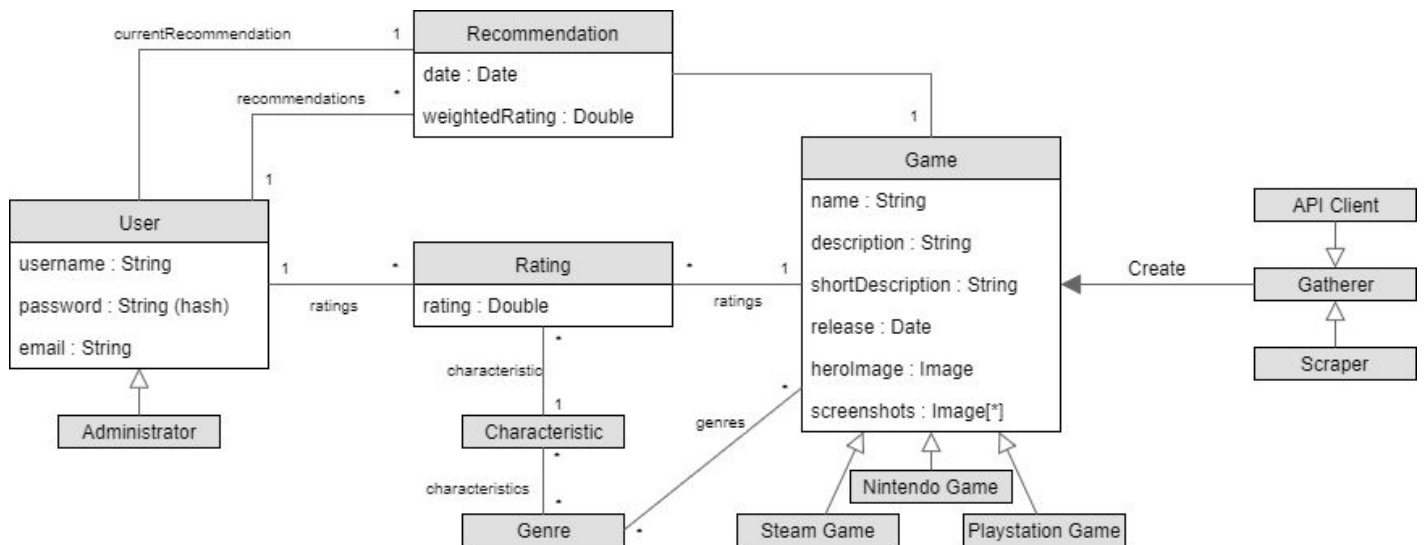 currentRecommendation
1
Recommendation
date : Date
weightedRating : Double
recommendations
*
1
1
User
username : String
password : String (hash)
email : String
Administrator
1
*
ratings
Rating
rating : Double
*
1
ratings
Game
name : String
description : String
shortDescription : String
release : Date
heroImage : Image
screenshots : Image[*]
API Client
Create
Gatherer
Scraper
*
characteristic
1
Characteristic
*
characteristics
*
Genre
*
genres
*
Nintendo Game
Steam Game
Playstation Game